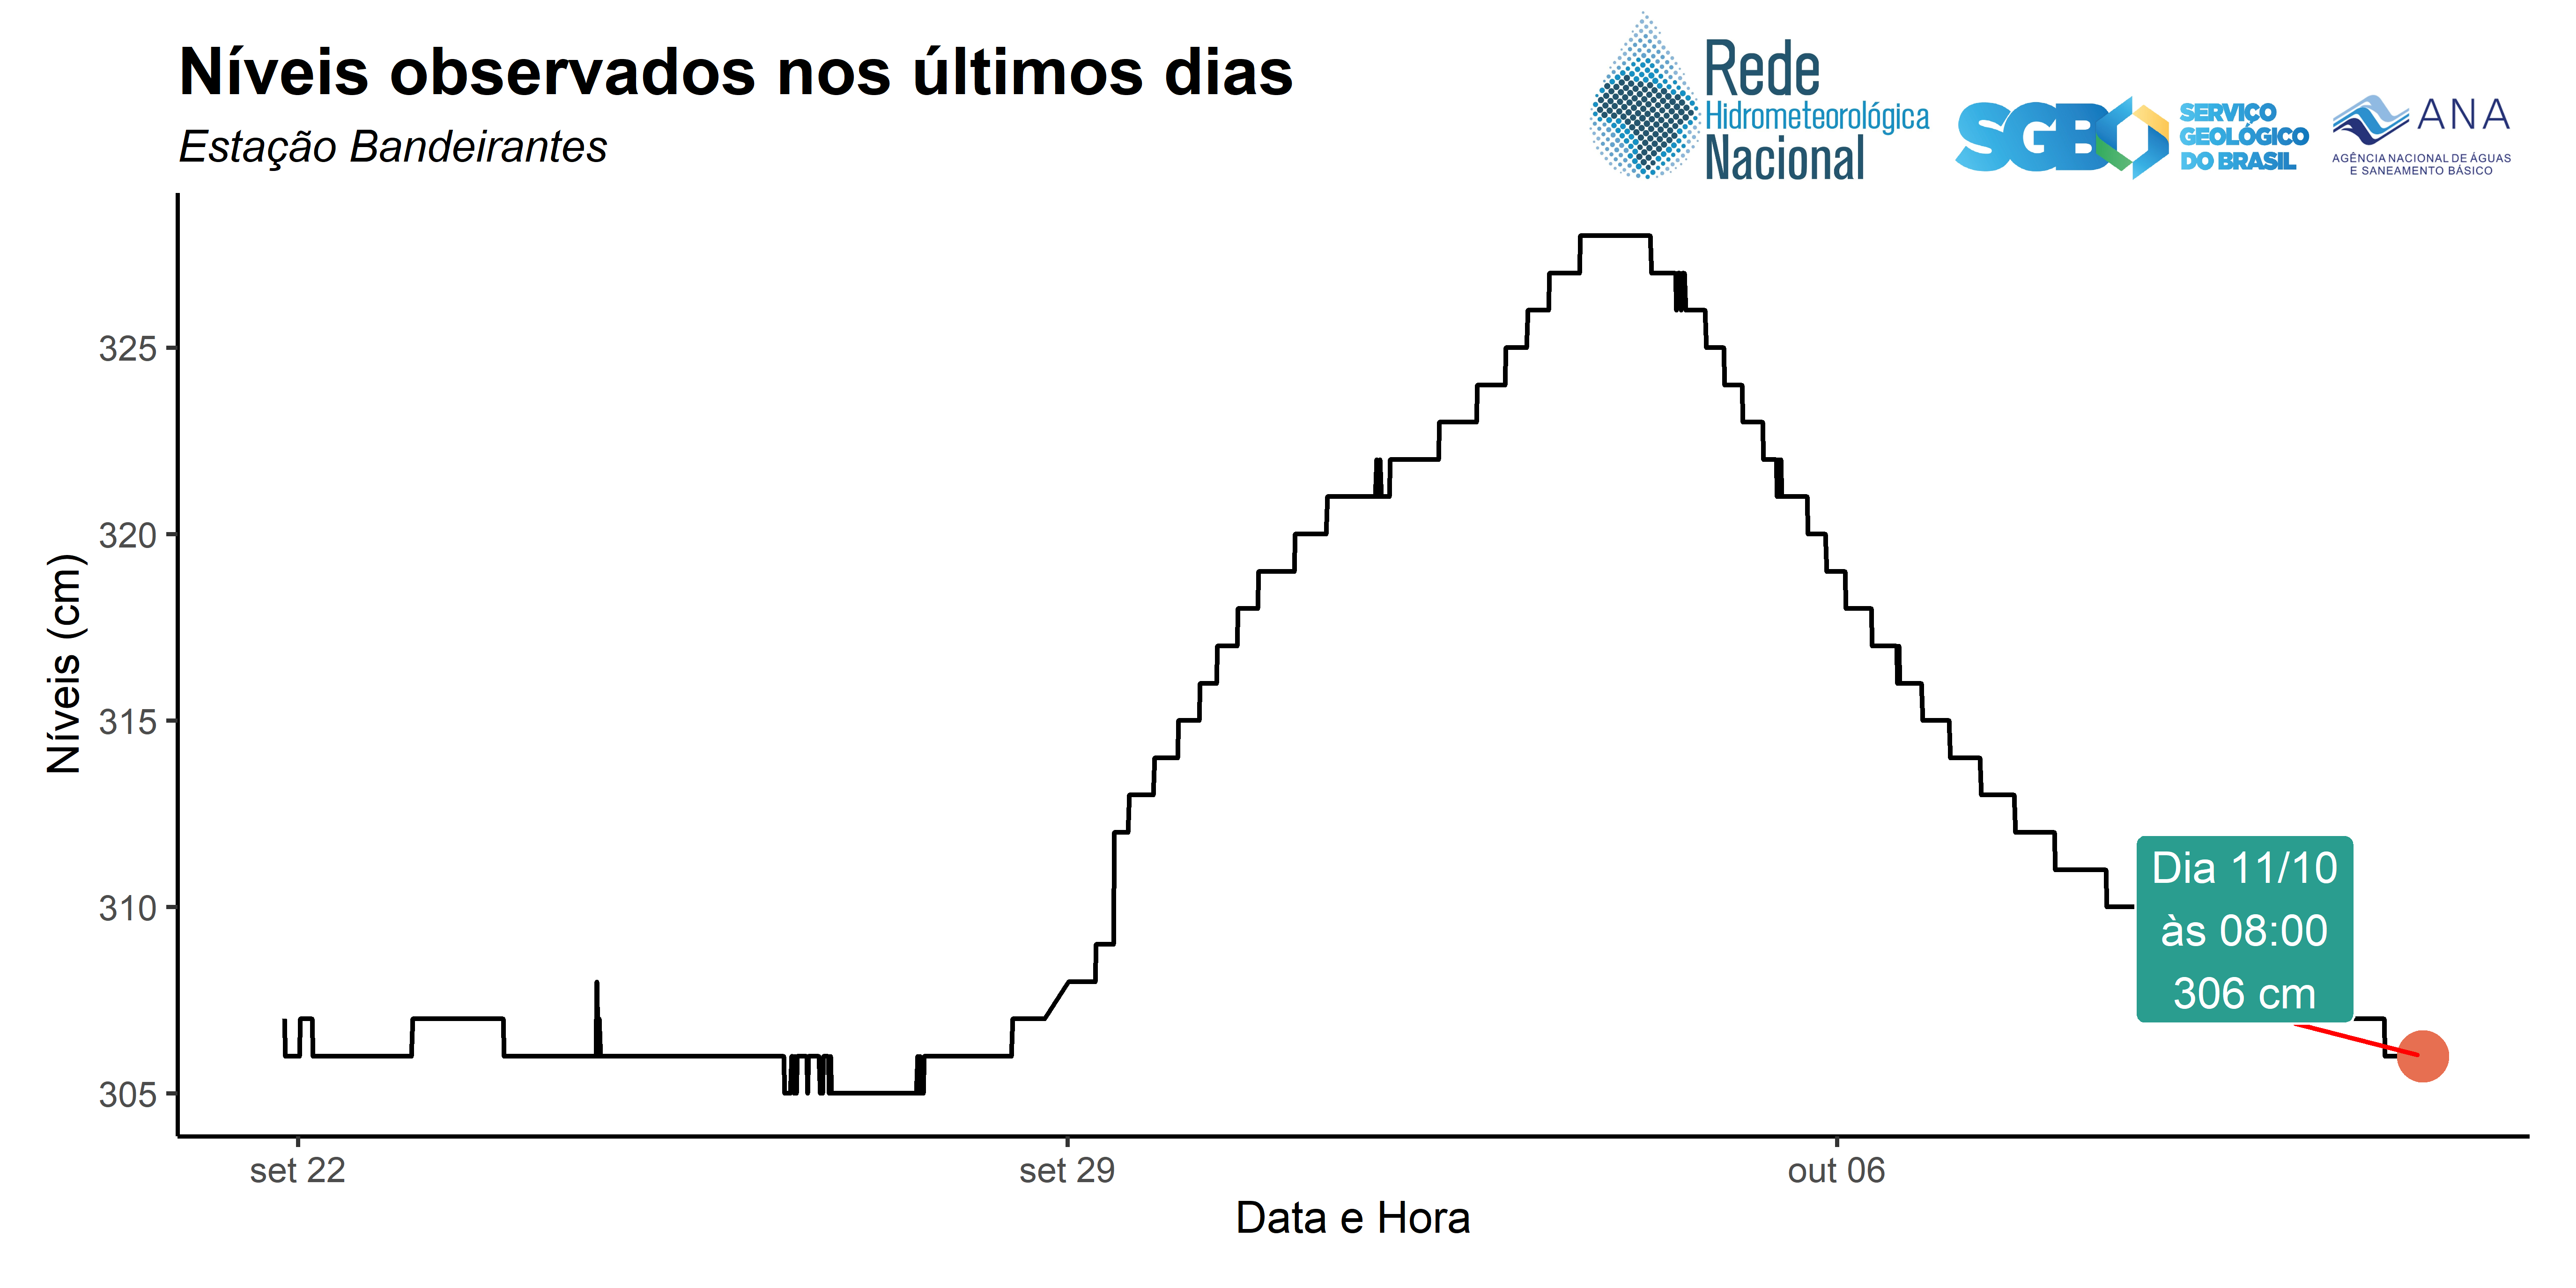 Níveis observados nos últimos dias
Estação Bandeirantes
Rede
Hidrometeorológica
Nacional
SGB
SERVIÇO
GEOLÓGICO
DO BRASIL
ANA
AGÊNCIA NACIONAL DE ÁGUAS
E SANEAMENTO BÁSICO
Níveis (cm)
325
320
315
310
305
Dia 11/10
às 08:00
306 cm
set 22
set 29
out 06
Data e Hora